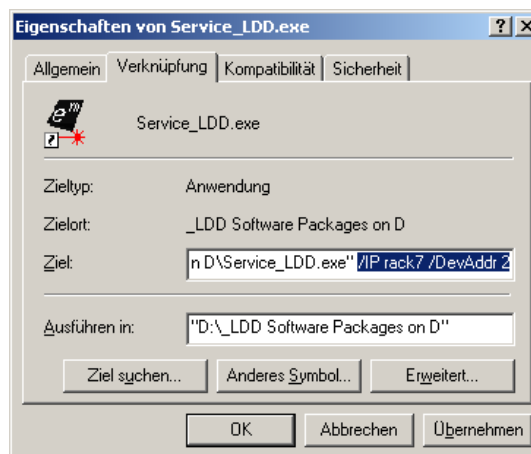 Eigenschaften von Service_LDD.exe
Allgemein Verknüpfung Kompatibilität Sicherheit
em
Service_LDD.exe
Zieltyp: Anwendung
Zielort: _LDD Software Packages on D
Ziel: n D\Service_LDD.exe" /IP rack7 /DevAddr 2
Ausführen in: "D:\_LDD Software Packages on D"
Ziel suchen... Anderes Symbol... Erweitert...
OK Abbrechen Übernehmen